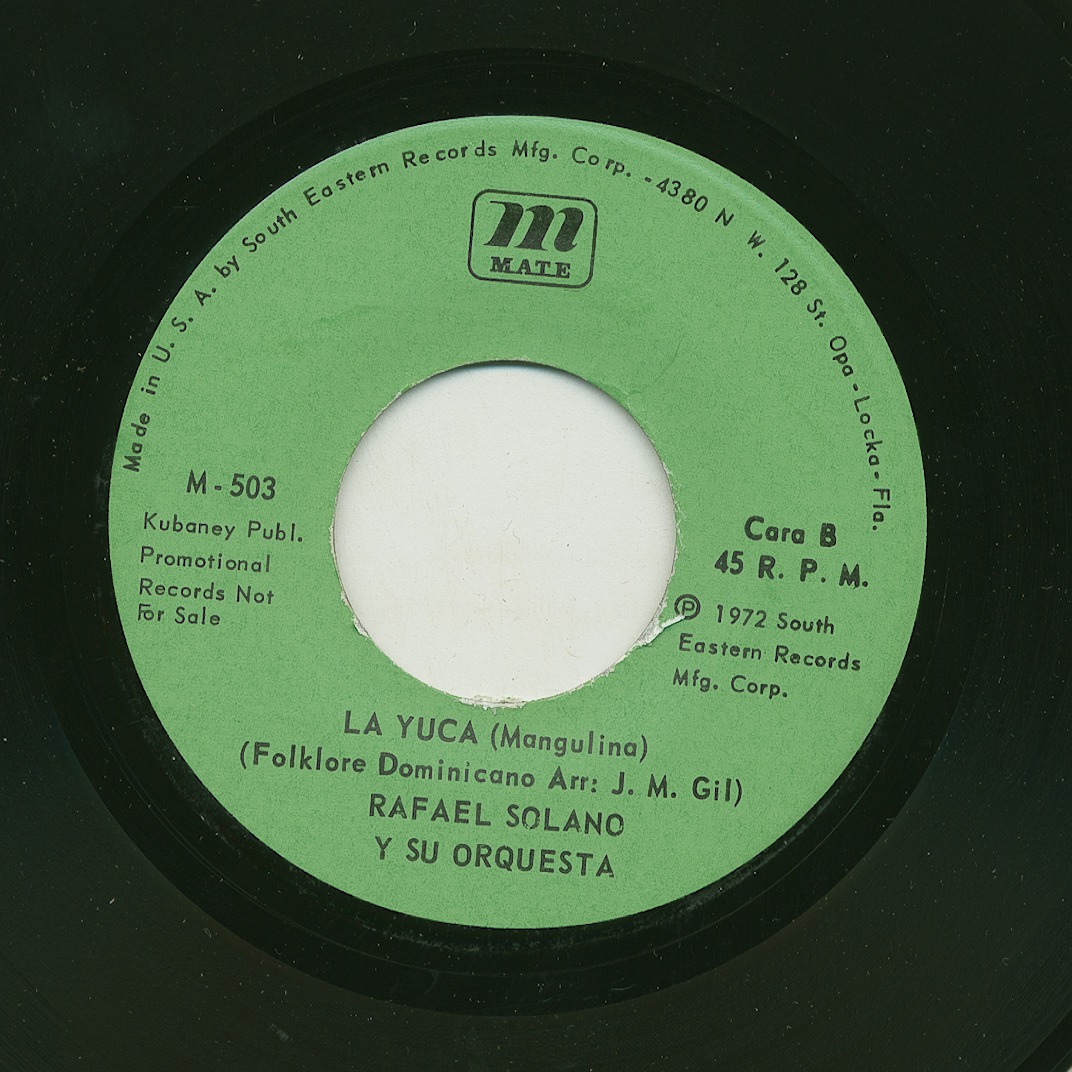 Made in U. S. A. by South Eastern Records Mfg. Corp. - 4380 N W. 128 St. Opa - Locka - Fla.
m
MATE
M - 503
Kubaney Publ.
Promotional
Records Not
For Sale
Cara B
45 R. P. M.
℗ 1972 South
Eastern Records
Mfg. Corp.
LA YUCA (Mangulina)
(Folklore Dominicano Arr: J. M. Gil)
RAFAEL SOLANO
Y SU ORQUESTA